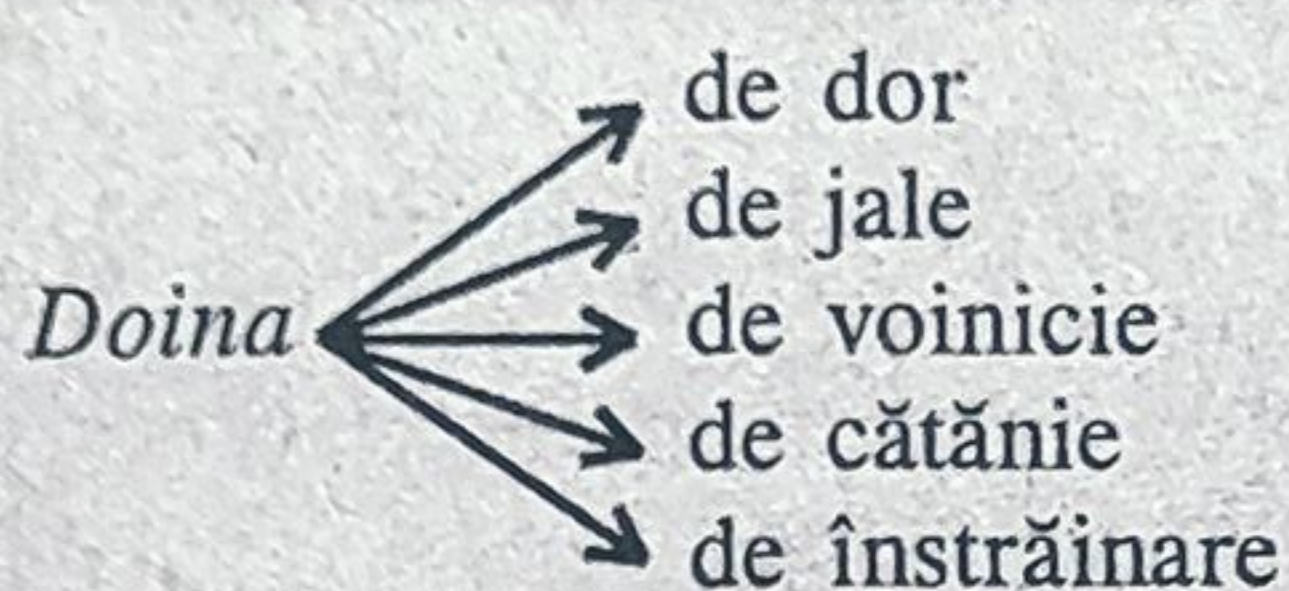 de dor
de jale
Doina de voinicie
de cătănie
de înstrăinare